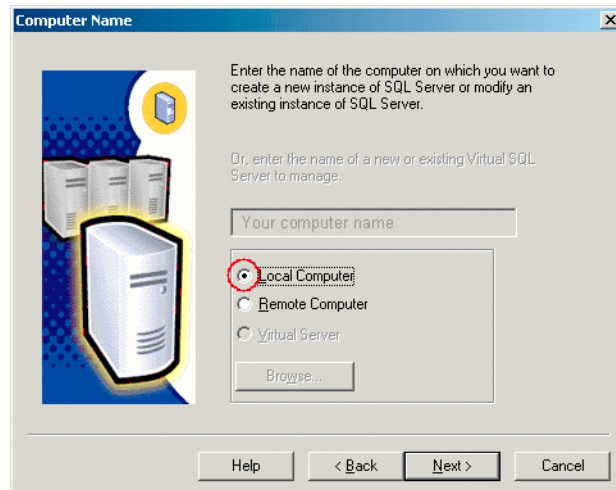 Computer Name
Enter the name of the computer on which you want to
create a new instance of SQL Server or modify an
existing instance of SQL Server.
Or, enter the name of a new or existing Virtual SQL
Server to manage.
Your computer name
Local Computer
Remote Computer
Virtual Server
Browse...
Help
< Back
Next >
Cancel